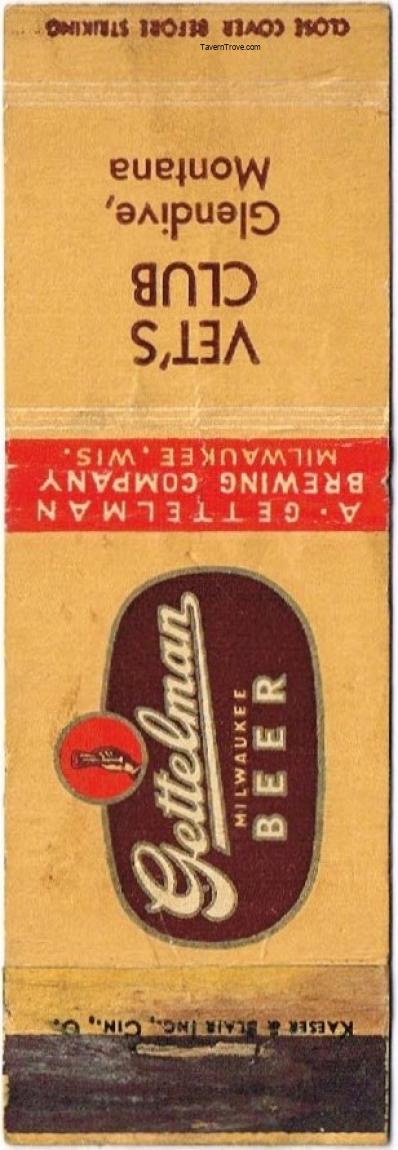 CLOSE COVER BEFORE STRIKING
TavernTrove.com
VET'S
CLUB
Glendive,
Montana
A·GETTELMAN
BREWING COMPANY
MILWAUKEE, WIS.
Gettelman
MILWAUKEE
BEER
KAESER & BLAIR INC., CIN., O.